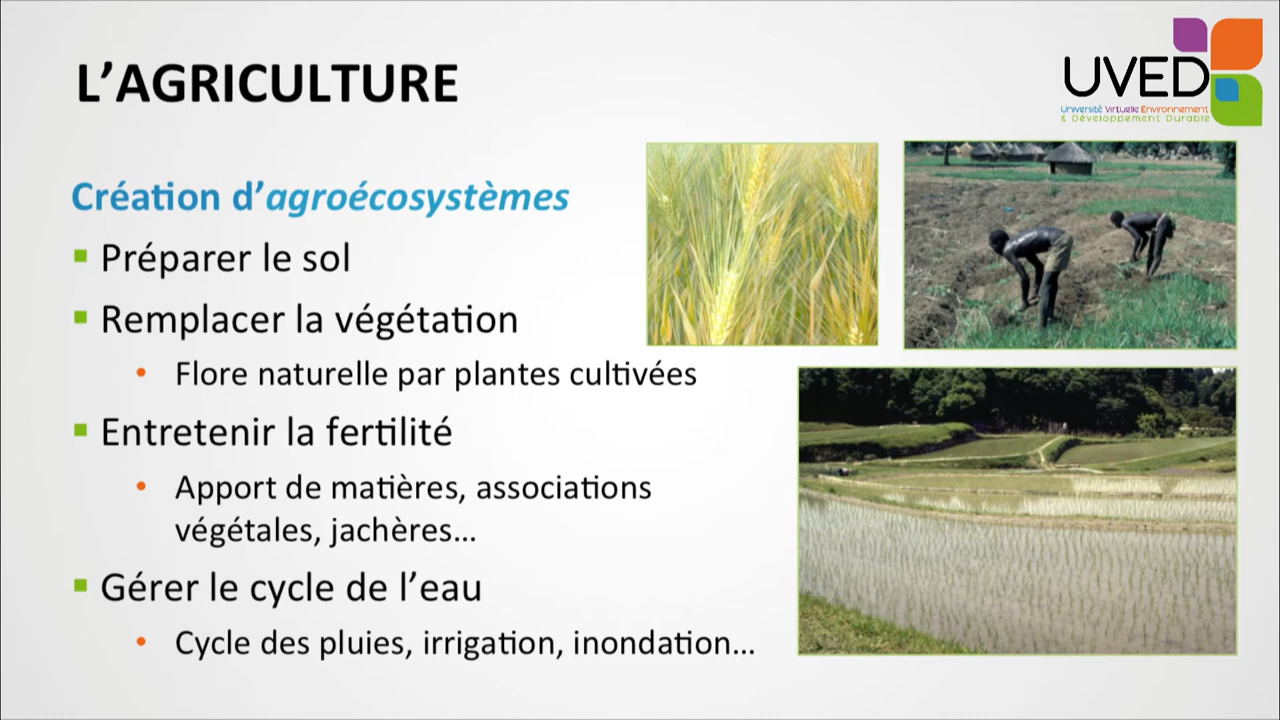 L’AGRICULTURE
UVED
Université Virtuelle Environnement
& Développement Durable
Création d’agroécosystèmes
▪ Préparer le sol
▪ Remplacer la végétation
• Flore naturelle par plantes cultivées
▪ Entretenir la fertilité
• Apport de matières, associations
végétales, jachères...
▪ Gérer le cycle de l’eau
• Cycle des pluies, irrigation, inondation...